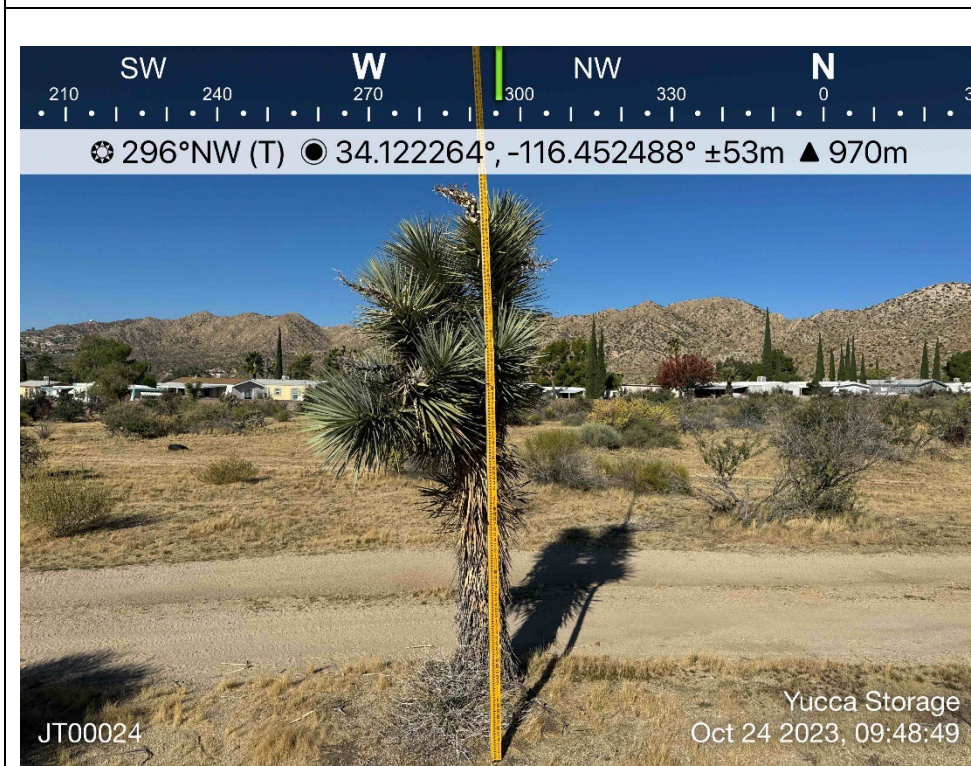 SW W NW N
210 240 270 300 330 0
296°NW (T) 34.122264°, -116.452488° ±53m ▲ 970m
JT00024
Yucca Storage
Oct 24 2023, 09:48:49